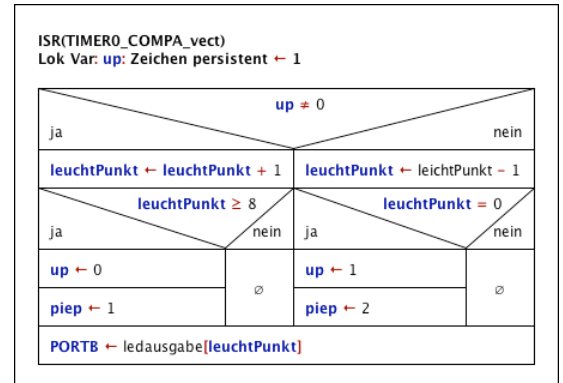 ISR(TIMER0_COMPA_vect)
Lok Var: up: Zeichen persistent ← 1
up ≠ 0
ja nein
leuchtPunkt ← leuchtPunkt + 1 leuchtPunkt ← leichtPunkt − 1
leuchtPunkt ≥ 8 leuchtPunkt = 0
ja nein ja nein
up ← 0 up ← 1
∅ ∅
piep ← 1 piep ← 2
PORTB ← ledausgabe[leuchtPunkt]